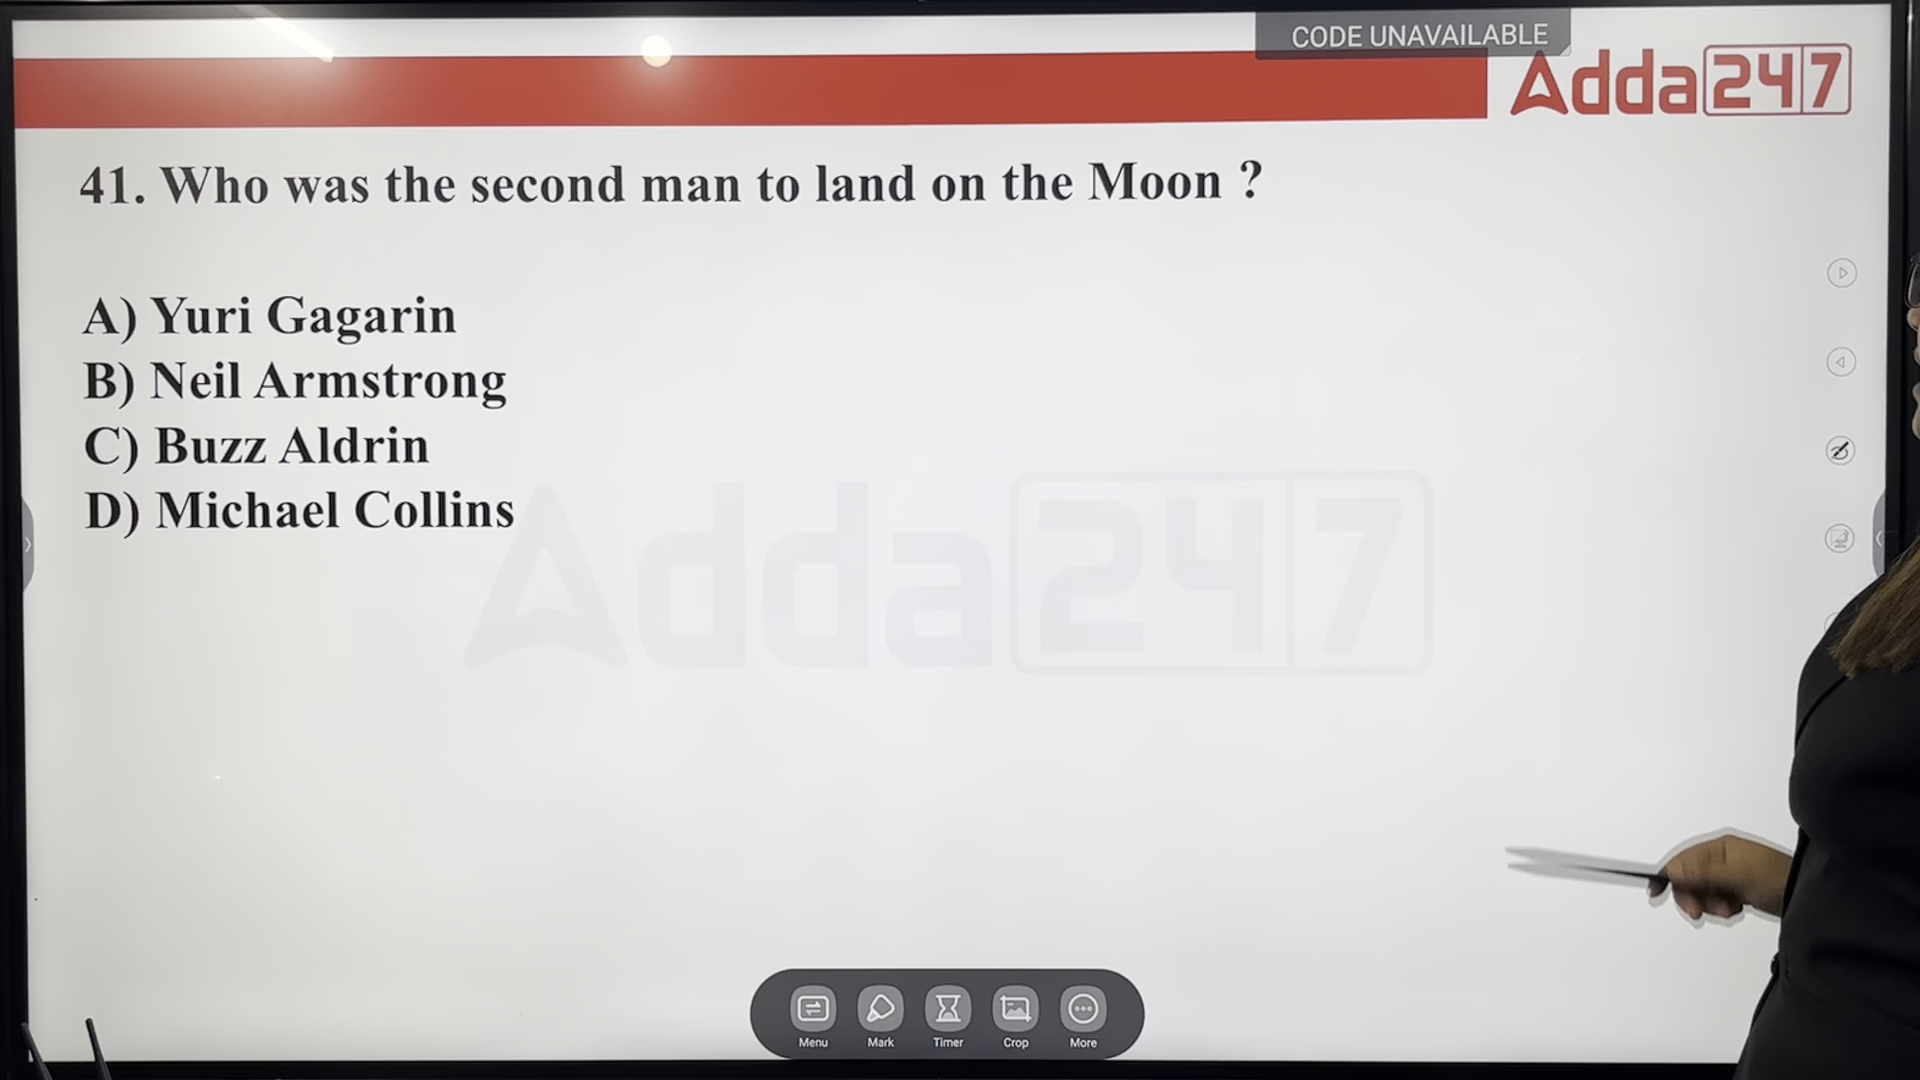 CODE UNAVAILABLE
Adda247
41. Who was the second man to land on the Moon ?
A) Yuri Gagarin
B) Neil Armstrong
C) Buzz Aldrin
D) Michael Collins
Adda247
Menu Mark Timer Crop More